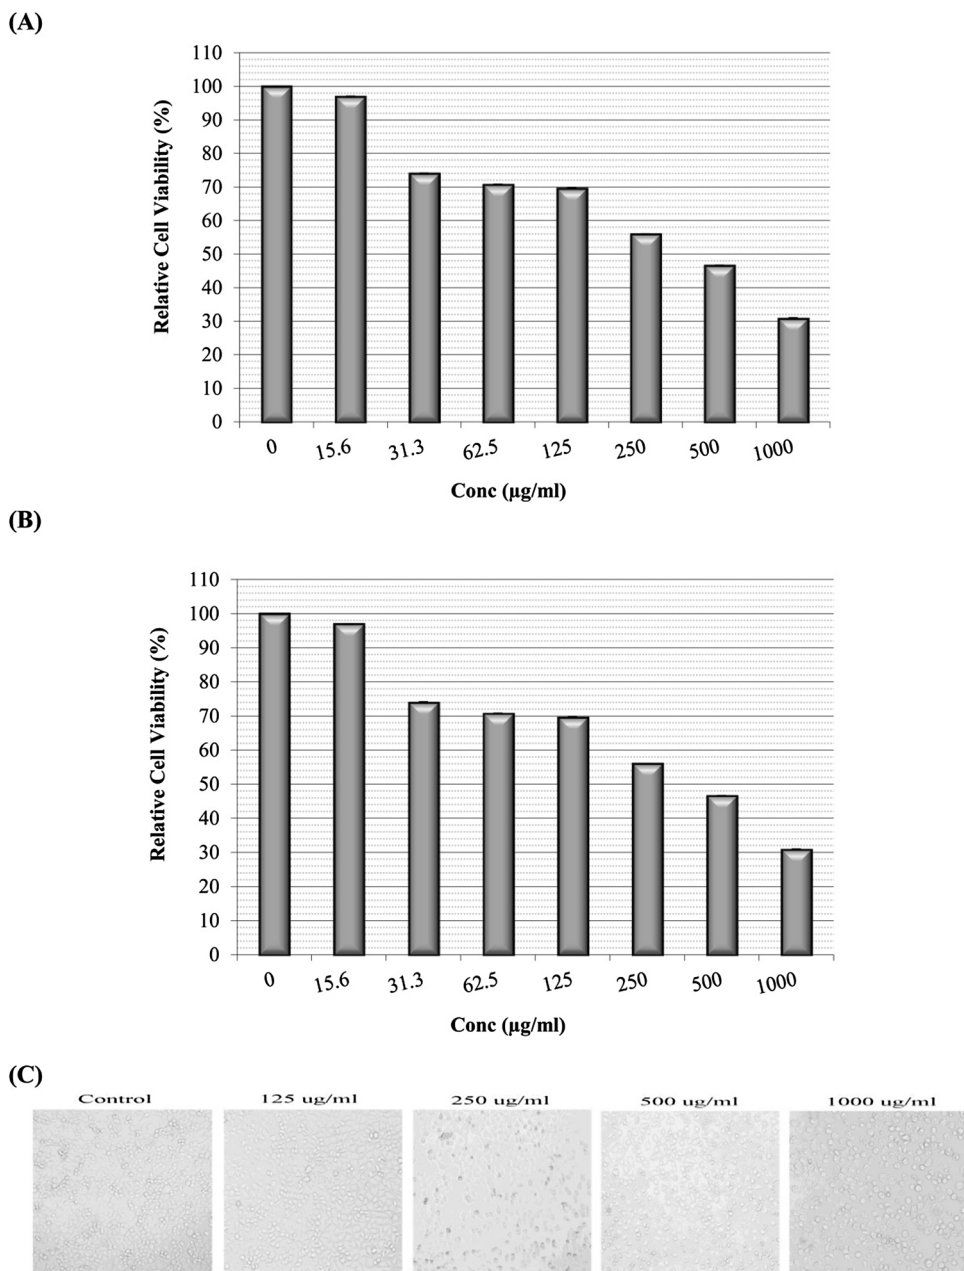 (A)
Relative Cell Viability (%)
110
100
90
80
70
60
50
40
30
20
10
0
0 15.6 31.3 62.5 125 250 500 1000
Conc (µg/ml)
(B)
Relative Cell Viability (%)
110
100
90
80
70
60
50
40
30
20
10
0
0 15.6 31.3 62.5 125 250 500 1000
Conc (µg/ml)
(C)
Control 125 ug/ml 250 ug/ml 500 ug/ml 1000 ug/ml